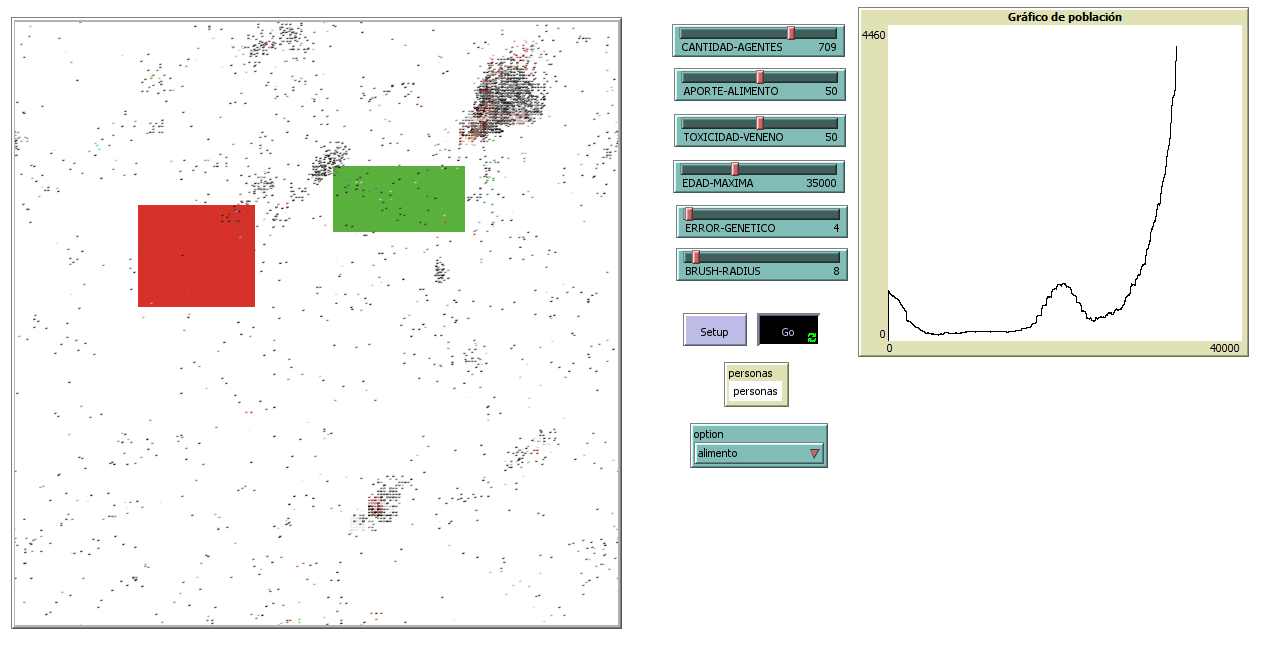 CANTIDAD-AGENTES 709
APORTE-ALIMENTO 50
TOXICIDAD-VENENO 50
EDAD-MAXIMA 35000
ERROR-GENETICO 4
BRUSH-RADIUS 8
Setup
Go
personas
personas
option
alimento
Gráfico de población
4460
0
0
40000